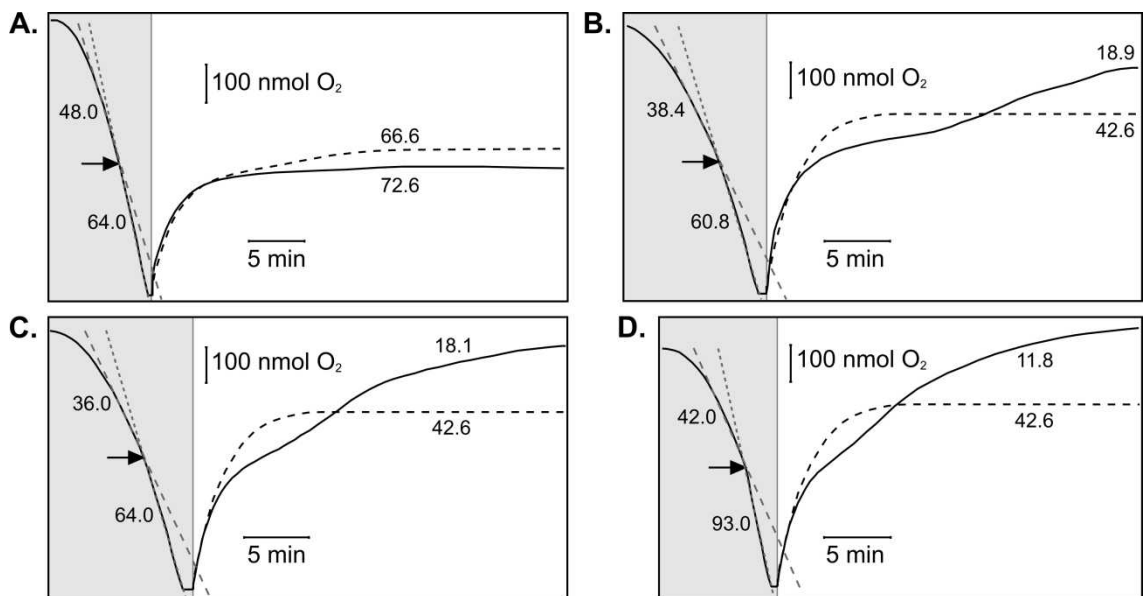 A.
100 nmol O₂
48.0
66.6
72.6
64.0
5 min
B.
18.9
100 nmol O₂
38.4
42.6
60.8
5 min
C.
100 nmol O₂
18.1
36.0
42.6
64.0
5 min
D.
100 nmol O₂
11.8
42.0
42.6
93.0
5 min